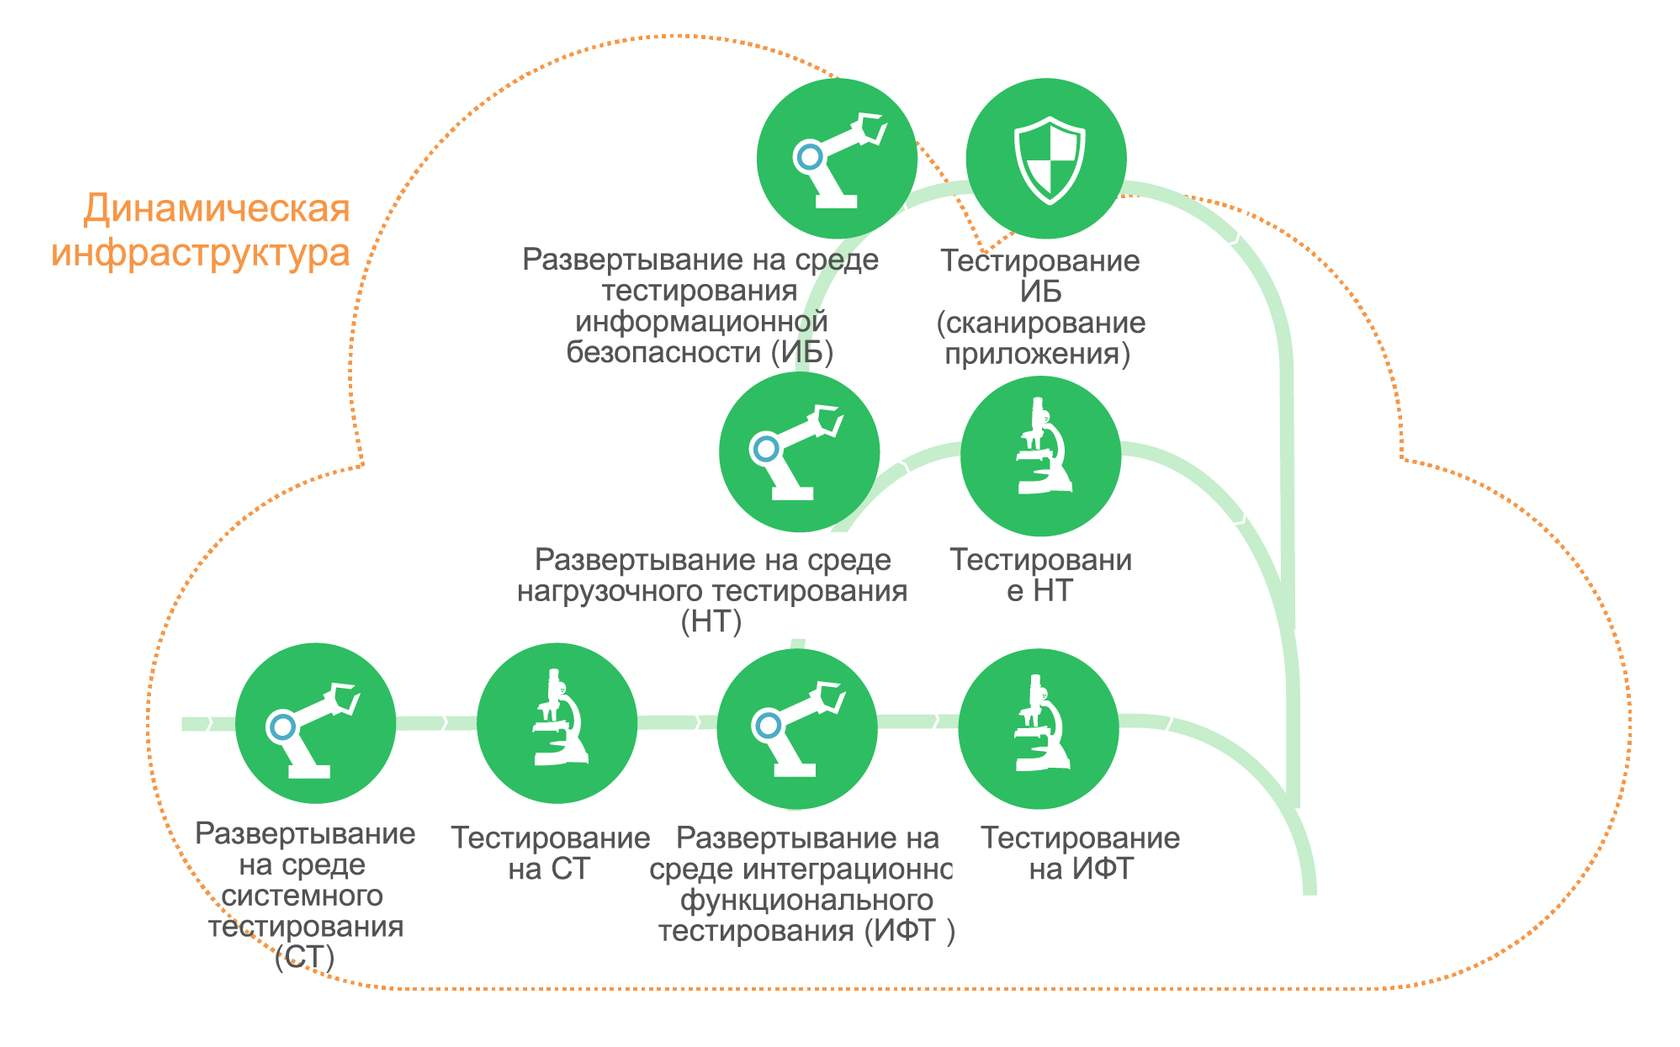 Динамическая
инфраструктура
Развертывание на среде
тестирования
информационной
безопасности (ИБ)
Тестирование
ИБ
(сканирование
приложения)
Развертывание на среде
нагрузочного тестирования
(НТ)
Тестировани
е НТ
Развертывание
на среде
системного
тестирования
(СТ)
Тестирование
на СТ
Развертывание на
среде интеграционно
функционального
тестирования (ИФТ )
Тестирование
на ИФТ